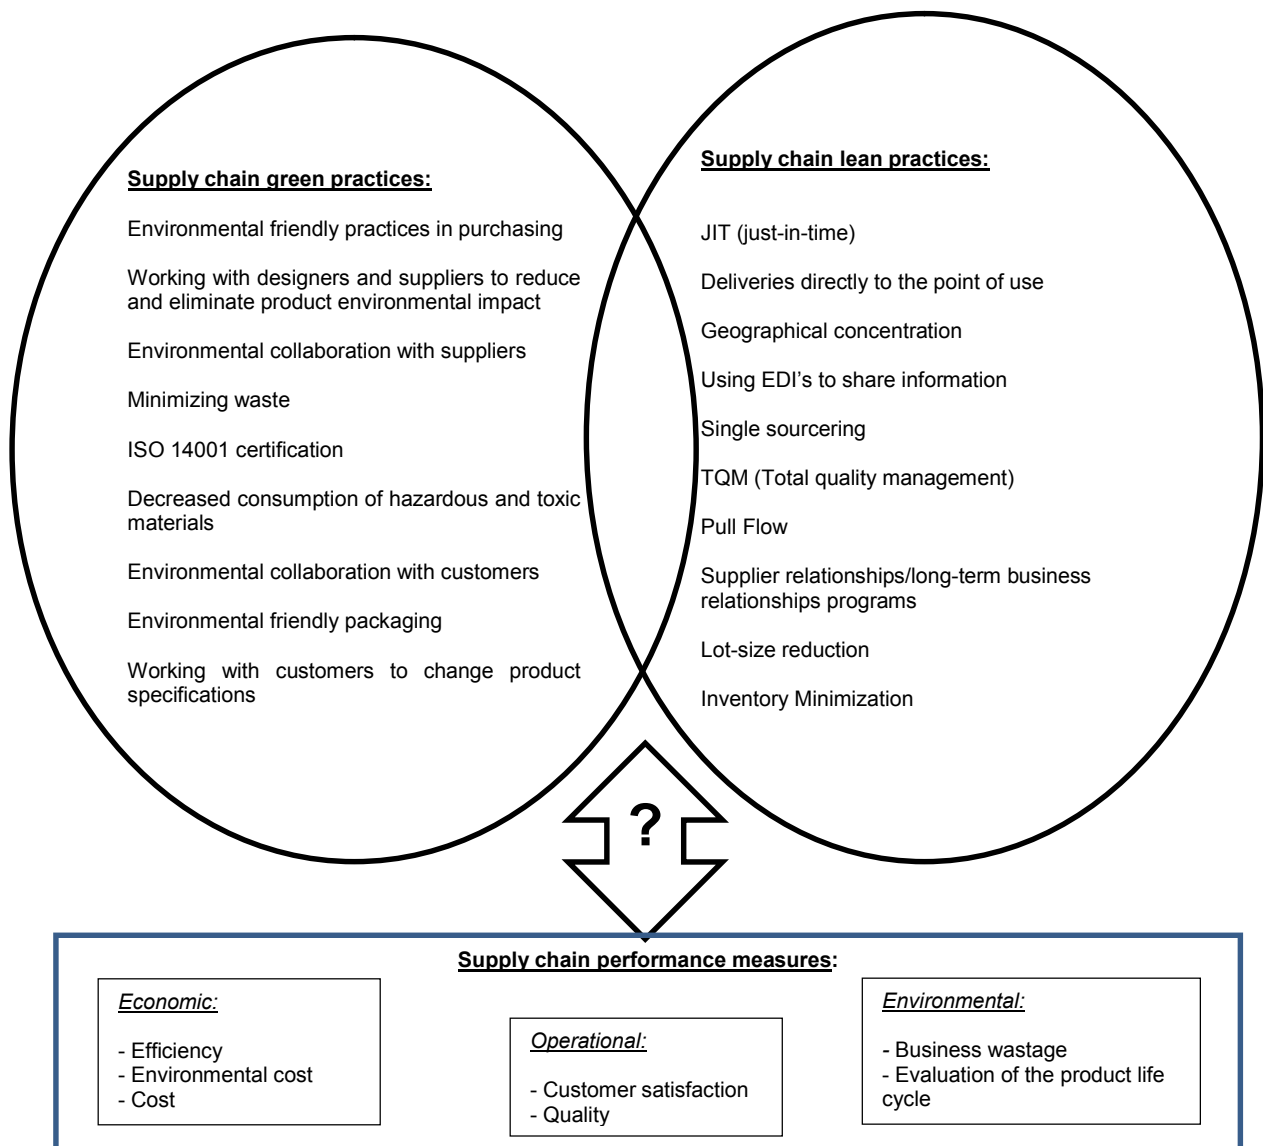 Supply chain green practices:
Environmental friendly practices in purchasing
Working with designers and suppliers to reduce
and eliminate product environmental impact
Environmental collaboration with suppliers
Minimizing waste
ISO 14001 certification
Decreased consumption of hazardous and toxic
materials
Environmental collaboration with customers
Environmental friendly packaging
Working with customers to change product
specifications
Supply chain lean practices:
JIT (just-in-time)
Deliveries directly to the point of use
Geographical concentration
Using EDI’s to share information
Single sourcering
TQM (Total quality management)
Pull Flow
Supplier relationships/long-term business
relationships programs
Lot-size reduction
Inventory Minimization
?
Supply chain performance measures:
Economic:
- Efficiency
- Environmental cost
- Cost
Operational:
- Customer satisfaction
- Quality
Environmental:
- Business wastage
- Evaluation of the product life
cycle